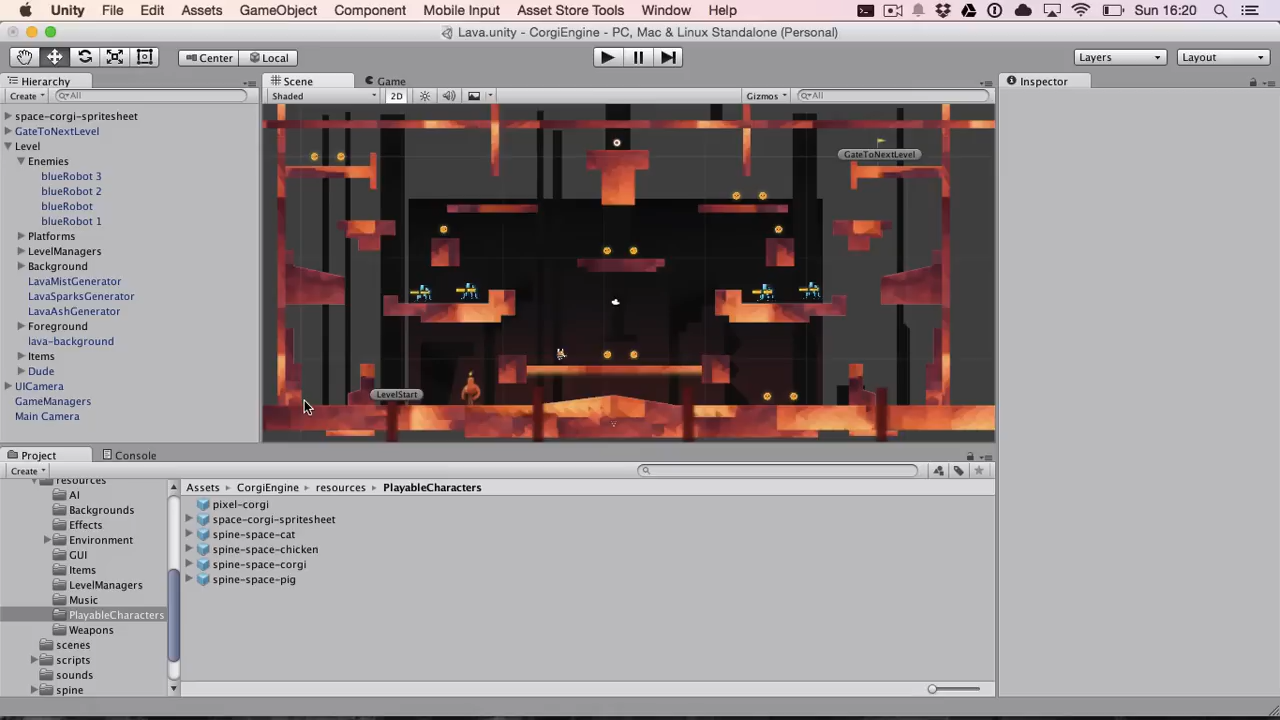 Unity File Edit Assets GameObject Component Mobile Input Asset Store Tools Window Help Sun 16:20
Lava.unity - CorgiEngine - PC, Mac & Linux Standalone (Personal)
Center Local Layers Layout
Hierarchy Scene Game Inspector
Create All Shaded 2D Gizmos All
space-corgi-spritesheet
GateToNextLevel
Level
Enemies
blueRobot 3
blueRobot 2
blueRobot
blueRobot 1
Platforms
LevelManagers
Background
LavaMistGenerator
LavaSparksGenerator
LavaAshGenerator
Foreground
lava-background
Items
Dude
UICamera
GameManagers
Main Camera
GateToNextLevel
LevelStart
Project Console
Create
resources
AI
Backgrounds
Effects
Environment
GUI
Items
LevelManagers
Music
PlayableCharacters
Weapons
scenes
scripts
sounds
spine
Assets CorgiEngine resources PlayableCharacters
pixel-corgi
space-corgi-spritesheet
spine-space-cat
spine-space-chicken
spine-space-corgi
spine-space-pig